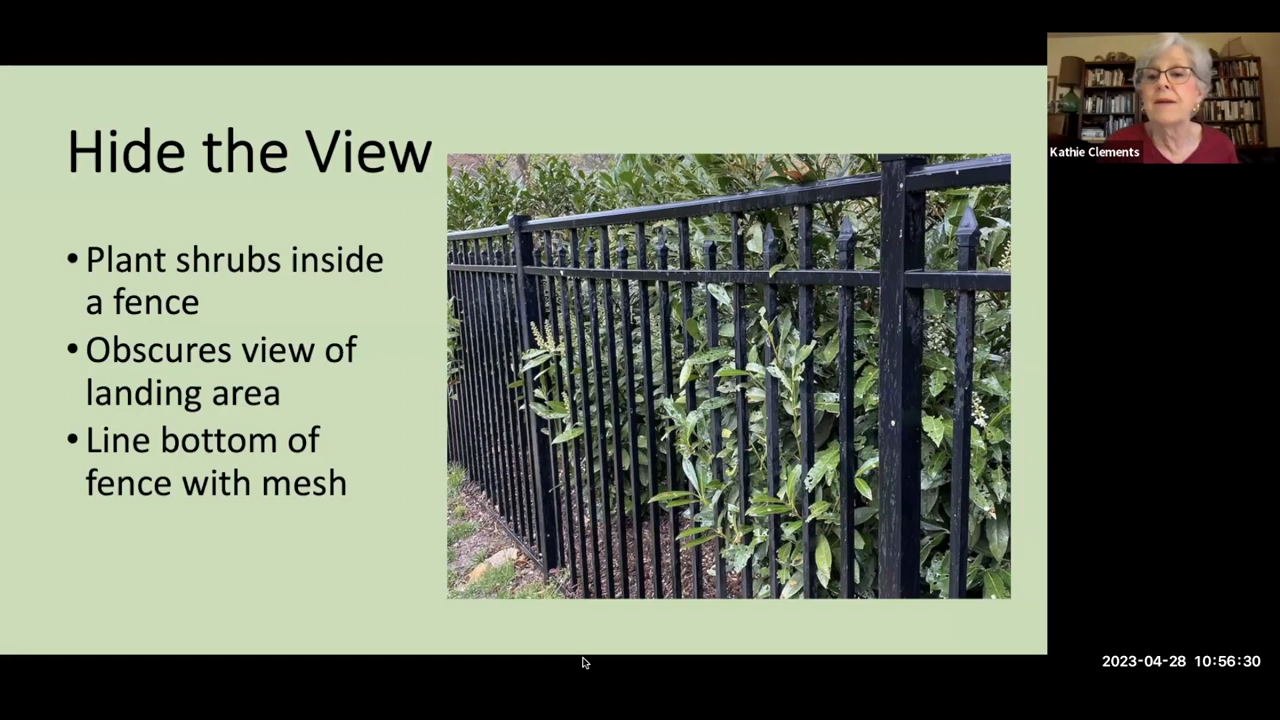 Hide the View
• Plant shrubs inside
a fence
• Obscures view of
landing area
• Line bottom of
fence with mesh
Kathie Clements
2023-04-28 10:56:30